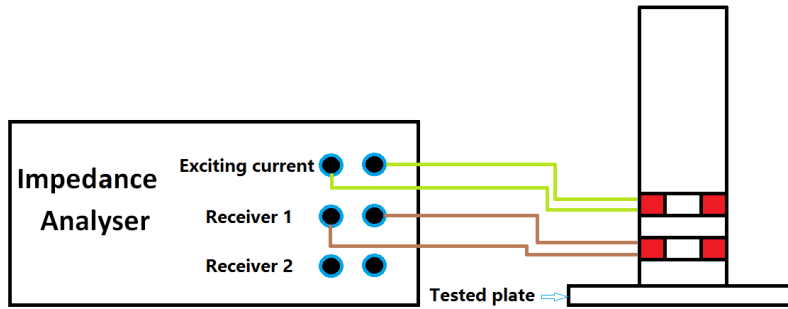 Impedance
Analyser
Exciting current
Receiver 1
Receiver 2
Tested plate